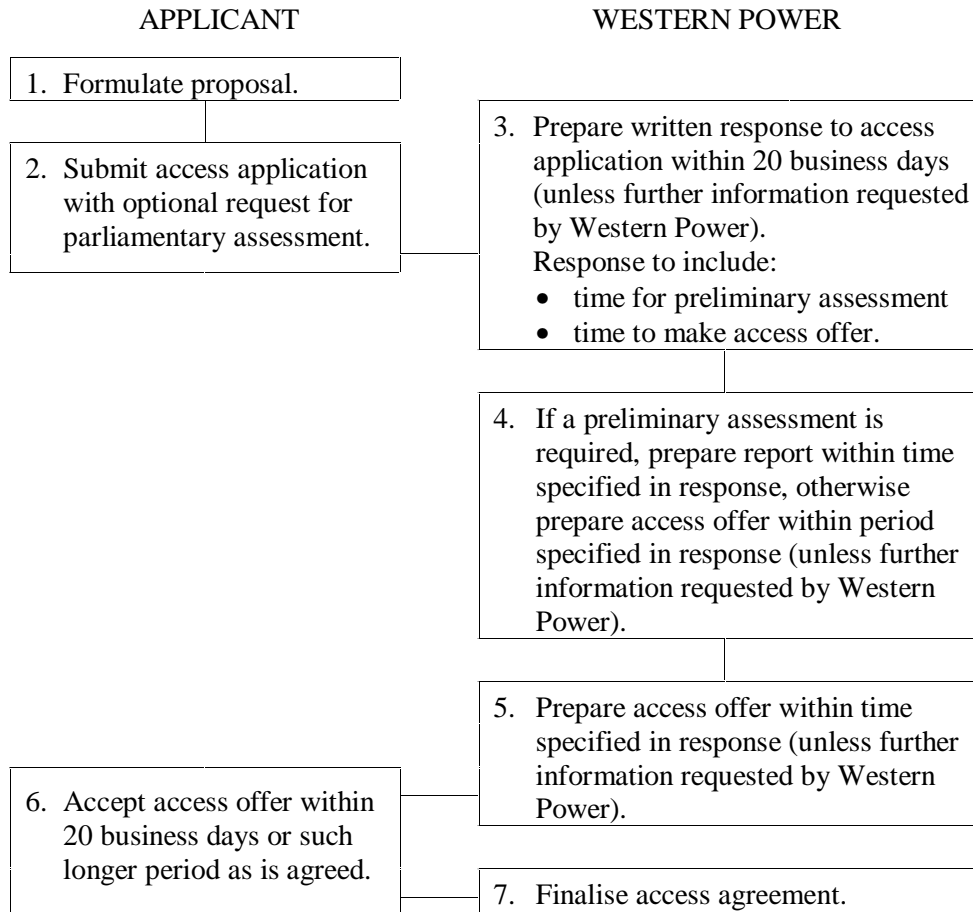 APPLICANT
WESTERN POWER
1. Formulate proposal.
2. Submit access application
with optional request for
parliamentary assessment.
3. Prepare written response to access
application within 20 business days
(unless further information requested
by Western Power).
Response to include:
• time for preliminary assessment
• time to make access offer.
4. If a preliminary assessment is
required, prepare report within time
specified in response, otherwise
prepare access offer within period
specified in response (unless further
information requested by Western
Power).
5. Prepare access offer within time
specified in response (unless further
information requested by Western
Power).
6. Accept access offer within
20 business days or such
longer period as is agreed.
7. Finalise access agreement.